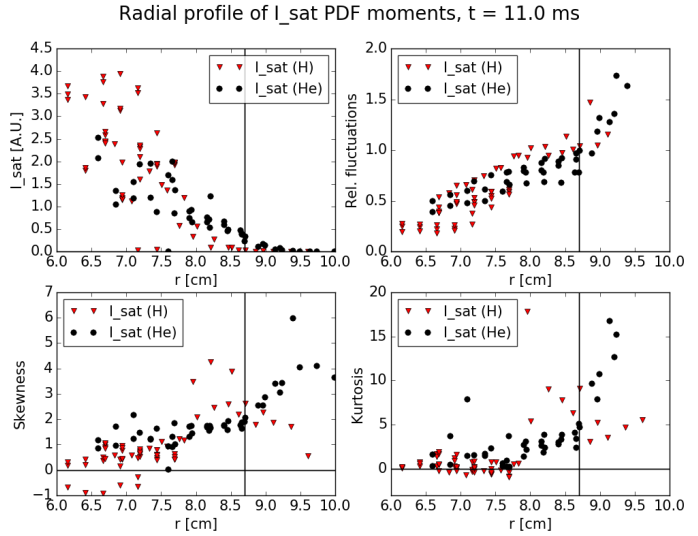 Radial profile of I_sat PDF moments, t = 11.0 ms
4.5
4.0
3.5
3.0
2.5
2.0
1.5
1.0
0.5
0.0
I_sat [A.U.]
I_sat (H)
I_sat (He)
6.0 6.5 7.0 7.5 8.0 8.5 9.0 9.5 10.0
r [cm]
2.0
1.5
1.0
0.5
0.0
Rel. fluctuations
I_sat (H)
I_sat (He)
6.0 6.5 7.0 7.5 8.0 8.5 9.0 9.5 10.0
r [cm]
7
6
5
4
3
2
1
0
−1
Skewness
I_sat (H)
I_sat (He)
6.0 6.5 7.0 7.5 8.0 8.5 9.0 9.5 10.0
r [cm]
20
15
10
5
0
Kurtosis
I_sat (H)
I_sat (He)
6.0 6.5 7.0 7.5 8.0 8.5 9.0 9.5 10.0
r [cm]